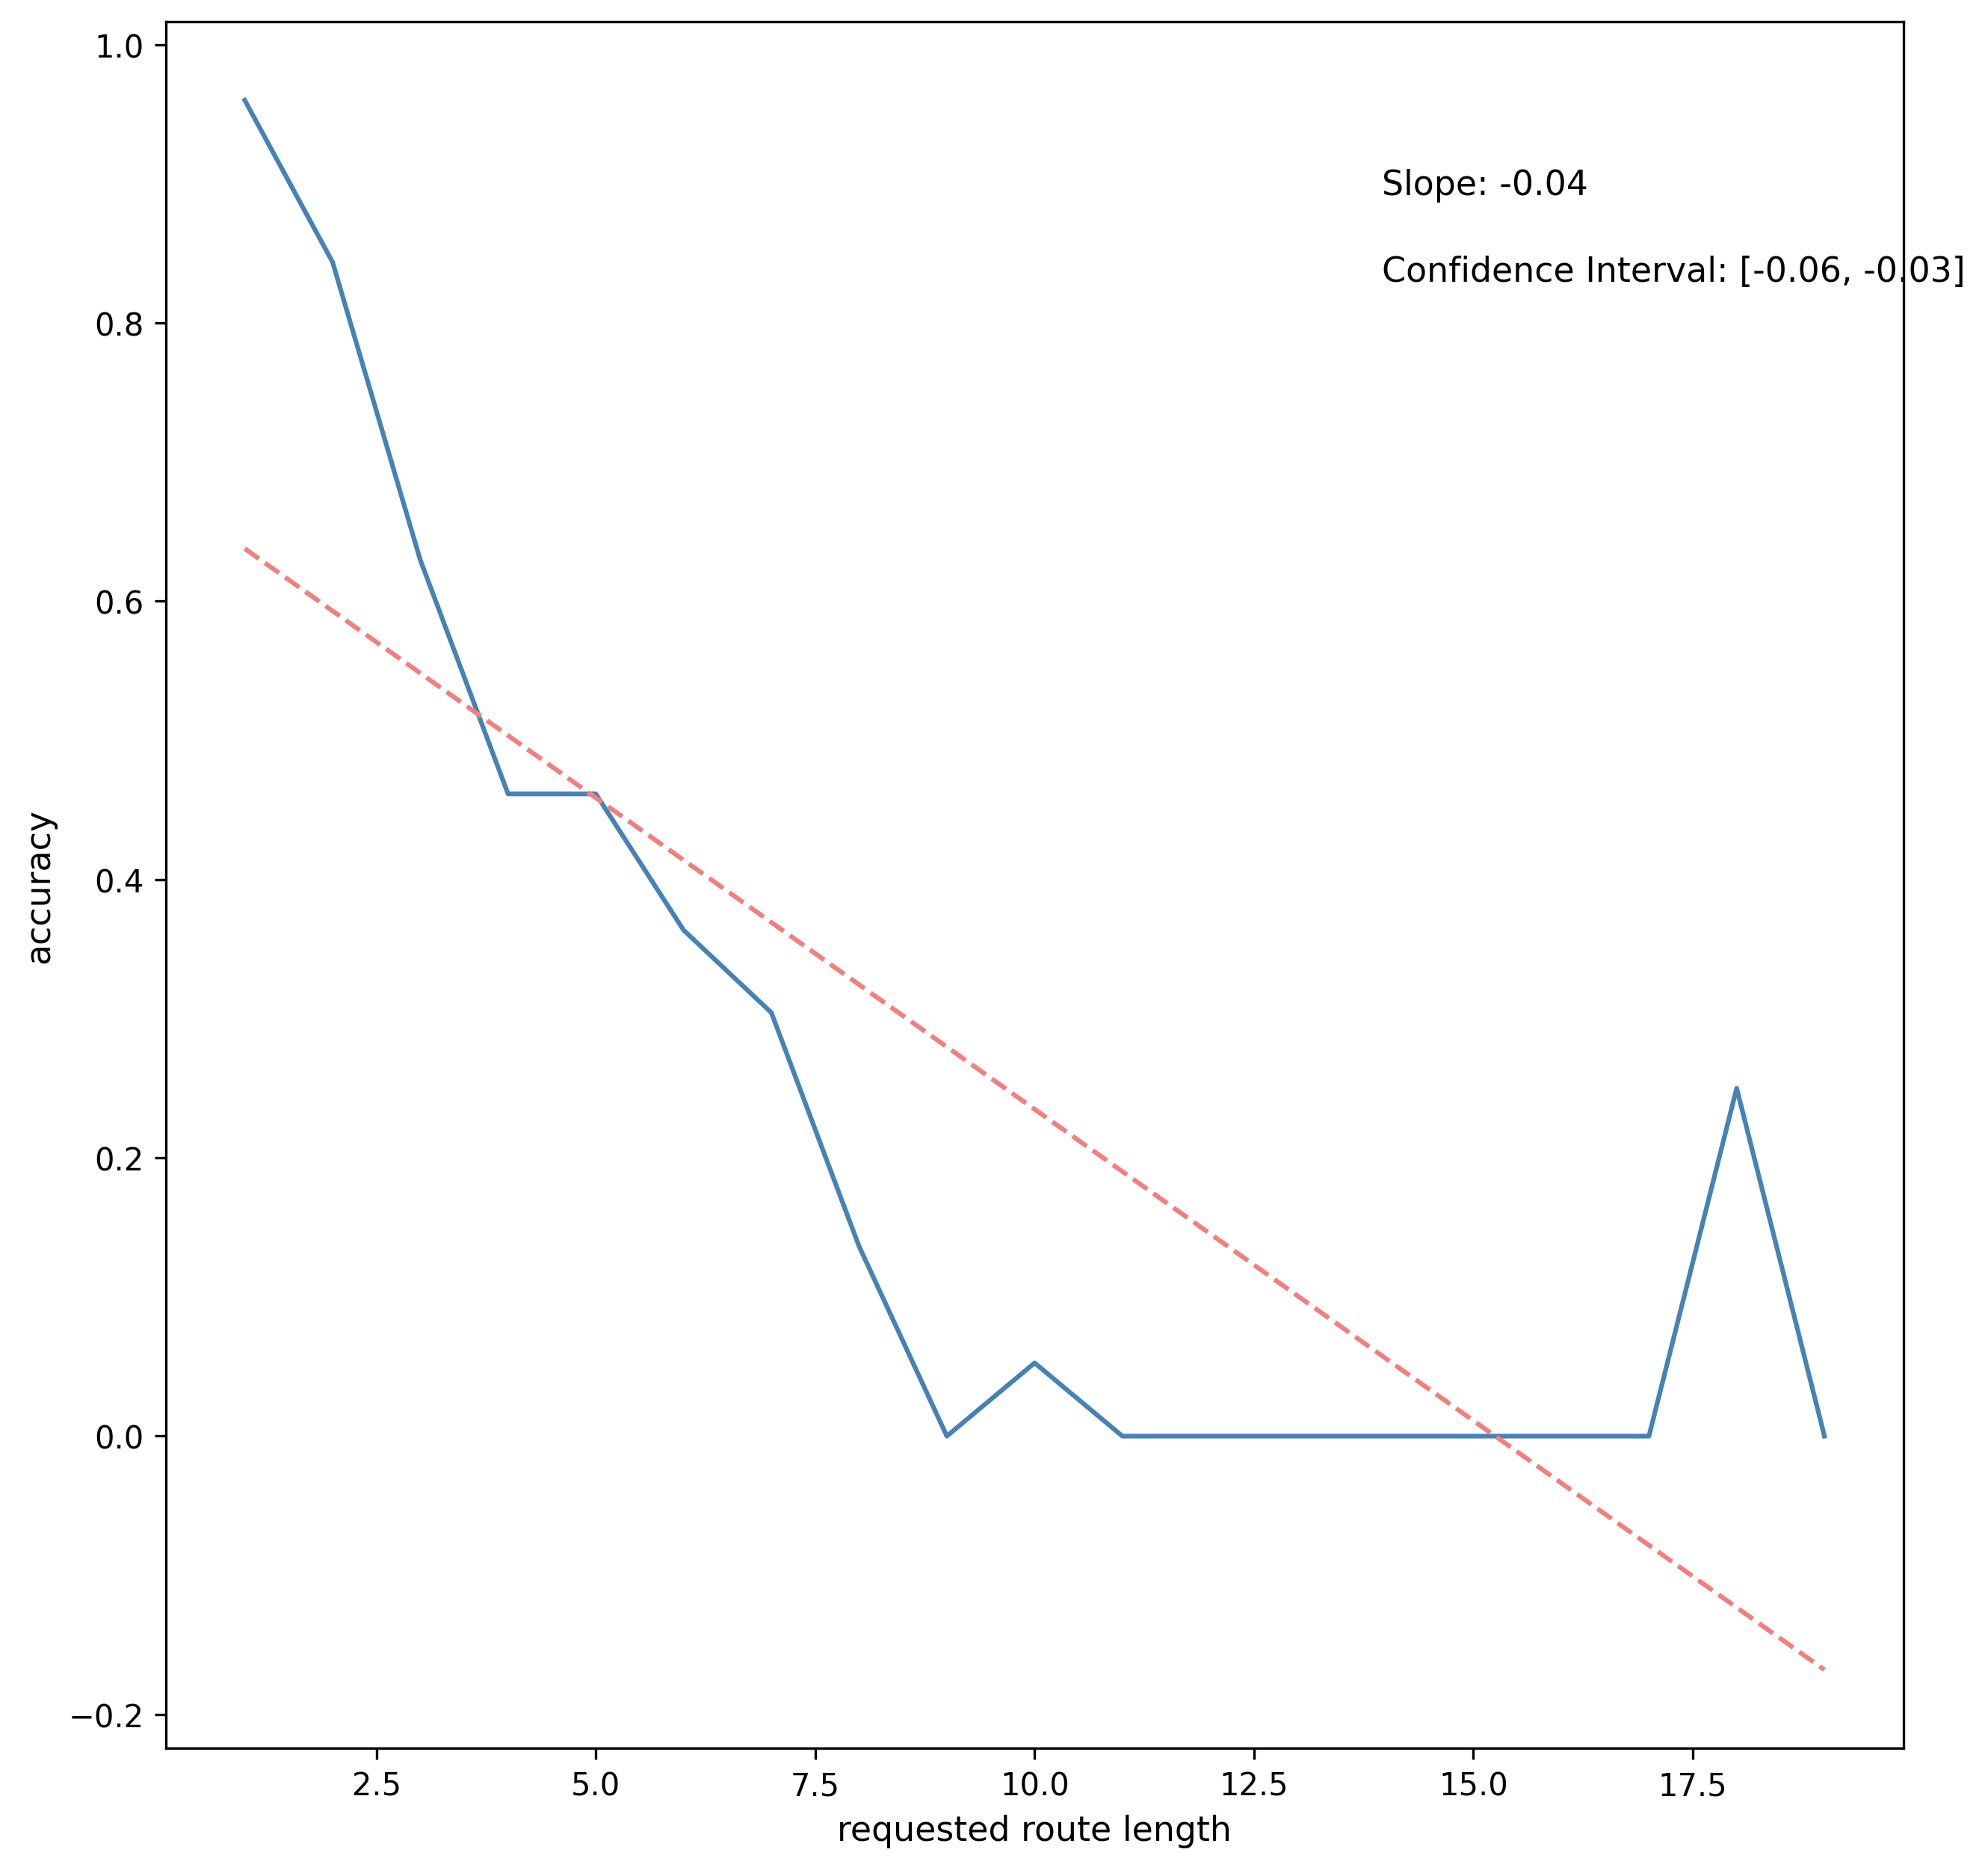 1.0
0.8
0.6
0.4
0.2
0.0
−0.2
accuracy
Slope: -0.04
Confidence Interval: [-0.06, -0.03]
2.5 5.0 7.5 10.0 12.5 15.0 17.5
requested route length